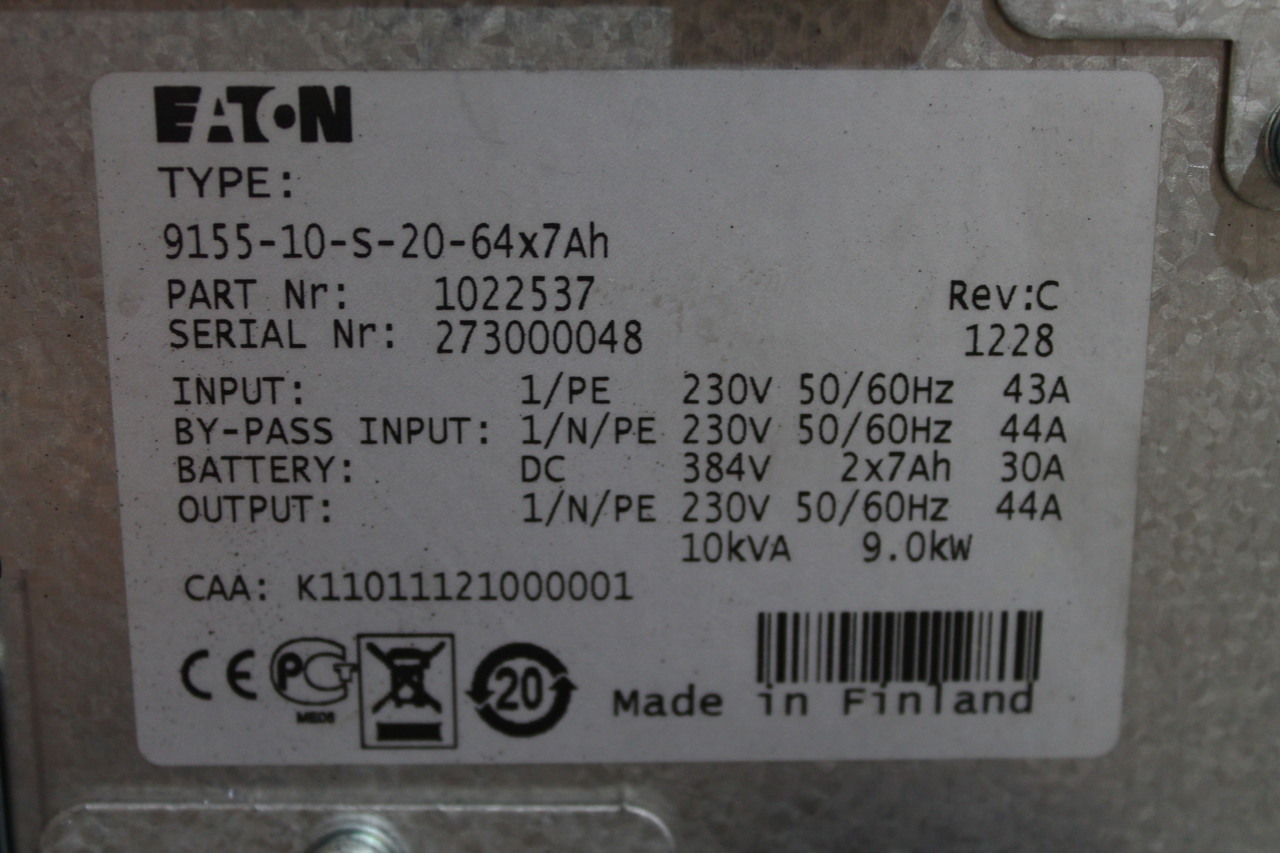 EATON
TYPE:
9155-10-S-20-64x7Ah
PART Nr: 1022537 Rev:C
SERIAL Nr: 273000048 1228
INPUT: 1/PE 230V 50/60Hz 43A
BY-PASS INPUT: 1/N/PE 230V 50/60Hz 44A
BATTERY: DC 384V 2x7Ah 30A
OUTPUT: 1/N/PE 230V 50/60Hz 44A
10kVA 9.0kW
CAA: K11011121000001
CE PCT 20 Made in Finland